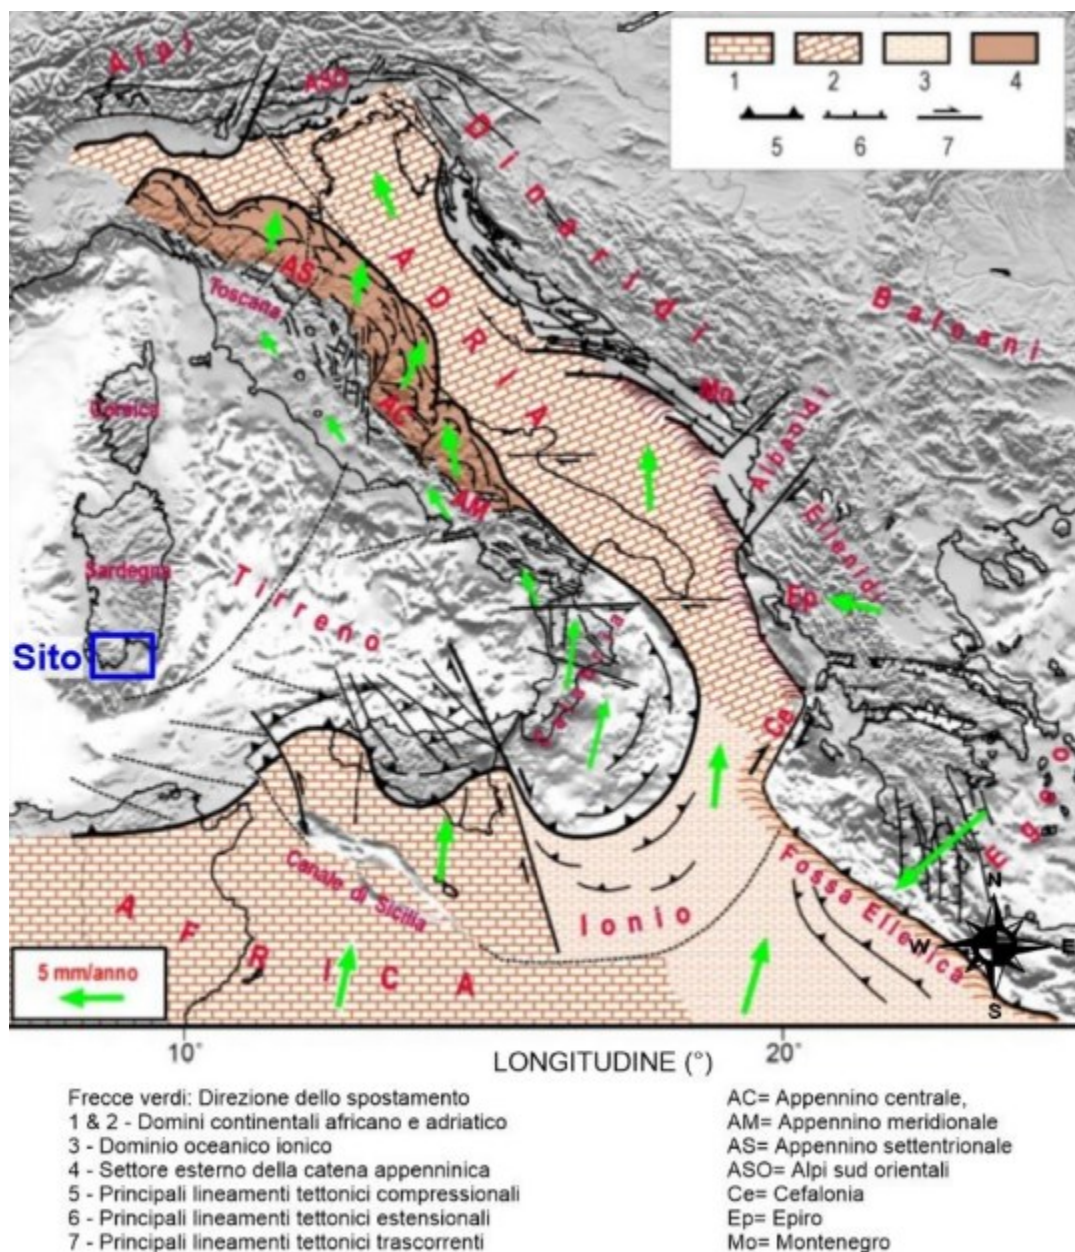 Alpi
ASO
1 2 3 4
5 6 7
Dinaridi
ADRIA
AS
Toscana
Balcani
Corsica
AC
Mo
Albanidi
AM
Ellenidi
Sardegna
Tirreno
EP
Sito
Calabria
Ce
Egeo
Canale di Sicilia
Ionio
Fossa Ellenica
AFRICA
N
W E
S
5 mm/anno
10° 20°
LONGITUDINE (°)
Frecce verdi: Direzione dello spostamento
1 & 2 - Domini continentali africano e adriatico
3 - Dominio oceanico ionico
4 - Settore esterno della catena appenninica
5 - Principali lineamenti tettonici compressionali
6 - Principali lineamenti tettonici estensionali
7 - Principali lineamenti tettonici trascorrenti
AC= Appennino centrale,
AM= Appennino meridionale
AS= Appennino settentrionale
ASO= Alpi sud orientali
Ce= Cefalonia
Ep= Epiro
Mo= Montenegro